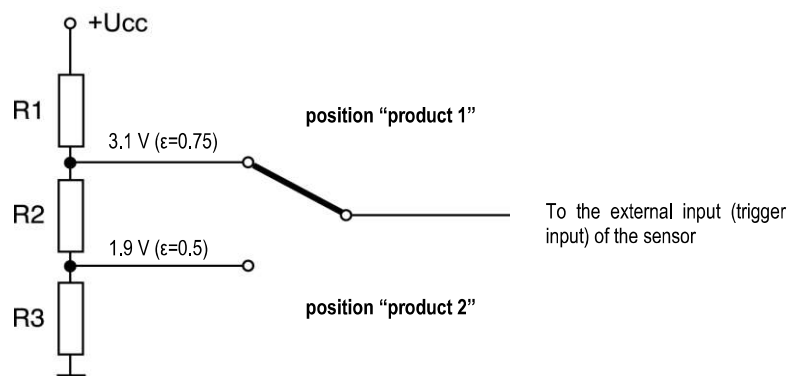 +Ucc
R1
position “product 1”
3.1 V (ε=0.75)
R2
To the external input (trigger
input) of the sensor
1.9 V (ε=0.5)
R3
position “product 2”